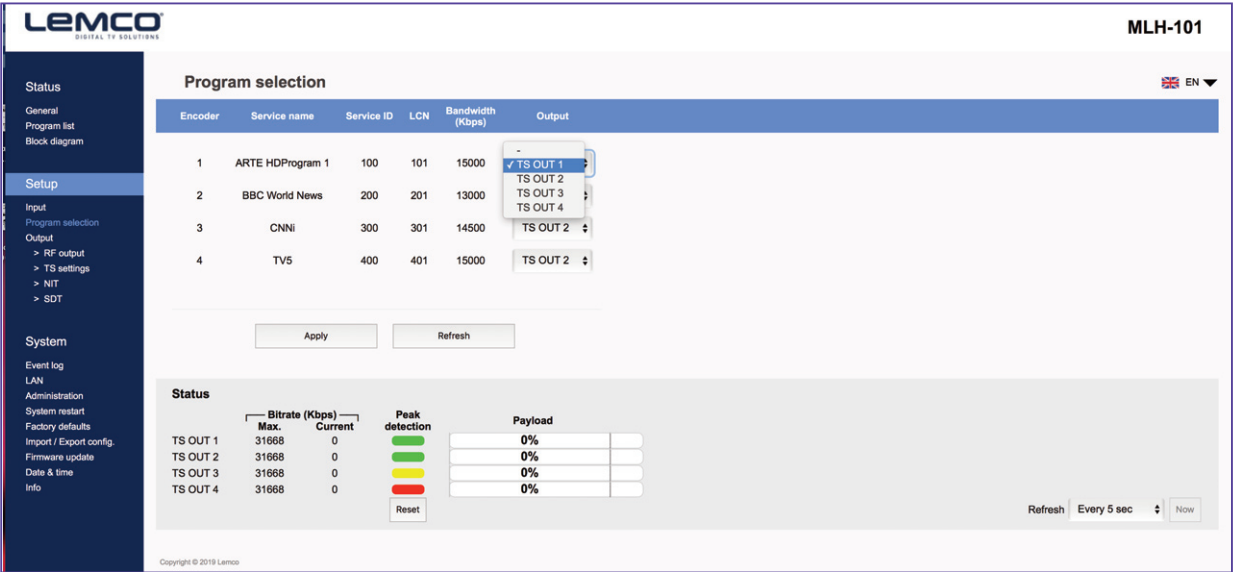 Lemco
DIGITAL TV SOLUTIONS
MLH-101
Status
General
Program list
Block diagram
Setup
Input
Program selection
Output
> RF output
> TS settings
> NIT
> SDT
System
Event log
LAN
Administration
System restart
Factory defaults
Import / Export config.
Firmware update
Date & time
Info
Program selection
EN
Encoder Service name Service ID LCN Bandwidth (Kbps) Output
1 ARTE HDProgram 1 100 101 15000
-
✓ TS OUT 1
TS OUT 2
TS OUT 3
TS OUT 4
2 BBC World News 200 201 13000
3 CNNi 300 301 14500 TS OUT 2
4 TV5 400 401 15000 TS OUT 2
Apply Refresh
Status
Bitrate (Kbps) Peak detection Payload
Max. Current
TS OUT 1 31668 0 0%
TS OUT 2 31668 0 0%
TS OUT 3 31668 0 0%
TS OUT 4 31668 0 0%
Reset
Refresh Every 5 sec Now
Copyright © 2019 Lemco